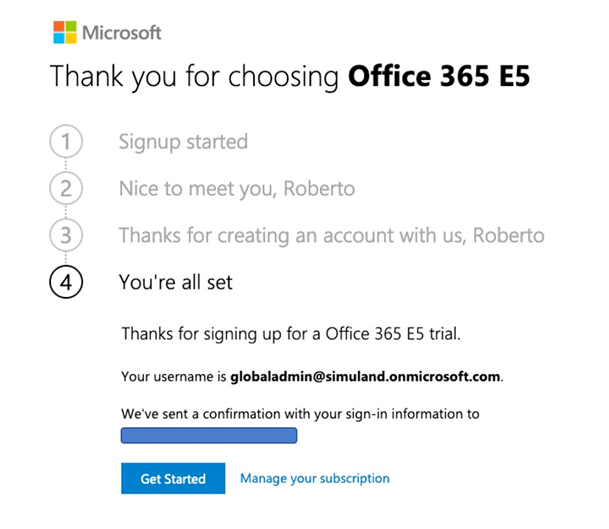 Microsoft
Thank you for choosing Office 365 E5
1 Signup started
2 Nice to meet you, Roberto
3 Thanks for creating an account with us, Roberto
4 You're all set
Thanks for signing up for a Office 365 E5 trial.
Your username is globaladmin@simuland.onmicrosoft.com.
We've sent a confirmation with your sign-in information to
Get Started Manage your subscription